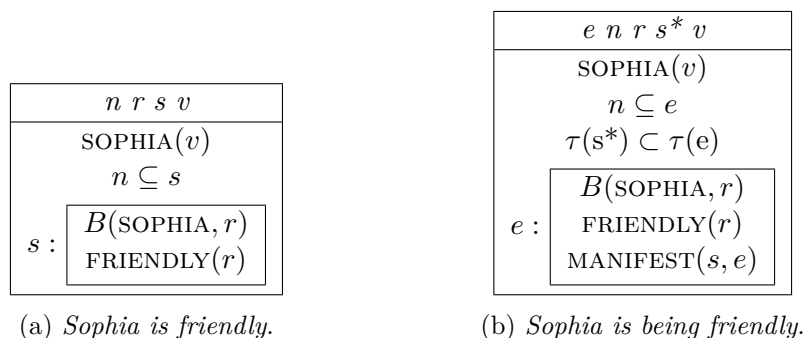 n r s v
SOPHIA(v)
n ⊆ s
s :
B(SOPHIA, r)
FRIENDLY(r)
(a) Sophia is friendly.
e n r s* v
SOPHIA(v)
n ⊆ e
τ(s*) ⊂ τ(e)
e :
B(SOPHIA, r)
FRIENDLY(r)
MANIFEST(s, e)
(b) Sophia is being friendly.